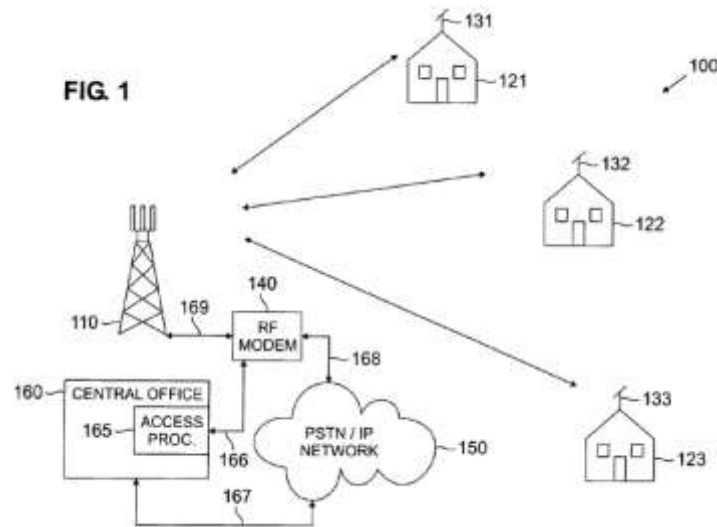 131
100
FIG. 1
121
132
122
140
169
110
RF
MODEM
168
133
160
CENTRAL OFFICE
165
ACCESS
PROC.
166
PSTN / IP
NETWORK
150
123
167